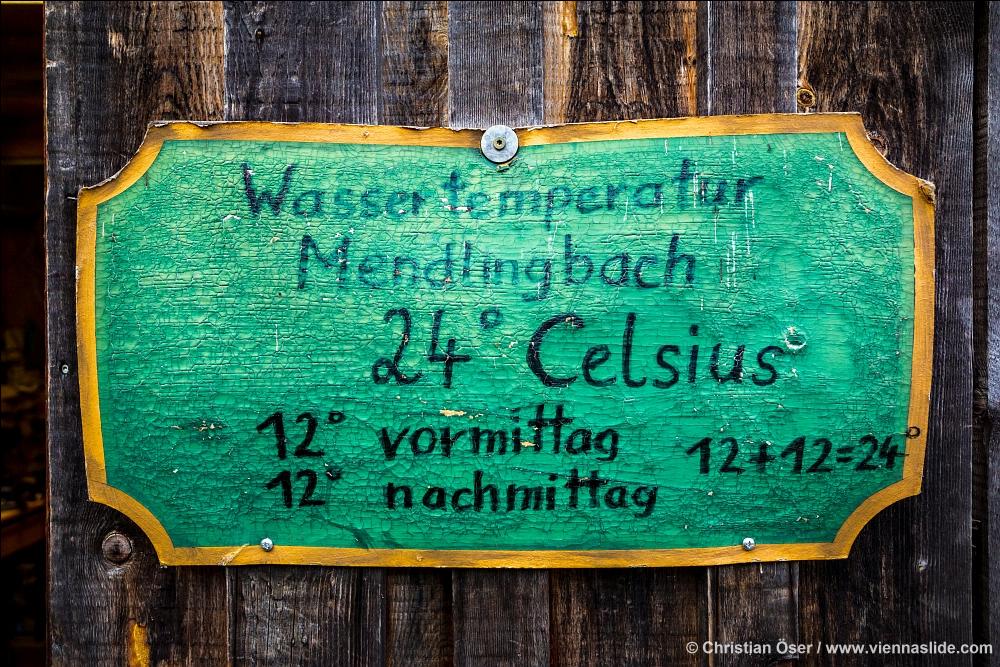 Wassertemperatur
Mendlingbach
24° Celsius
12° vormittag
12° nachmittag
12+12=24°
© Christian Öser / www.viennaslide.com